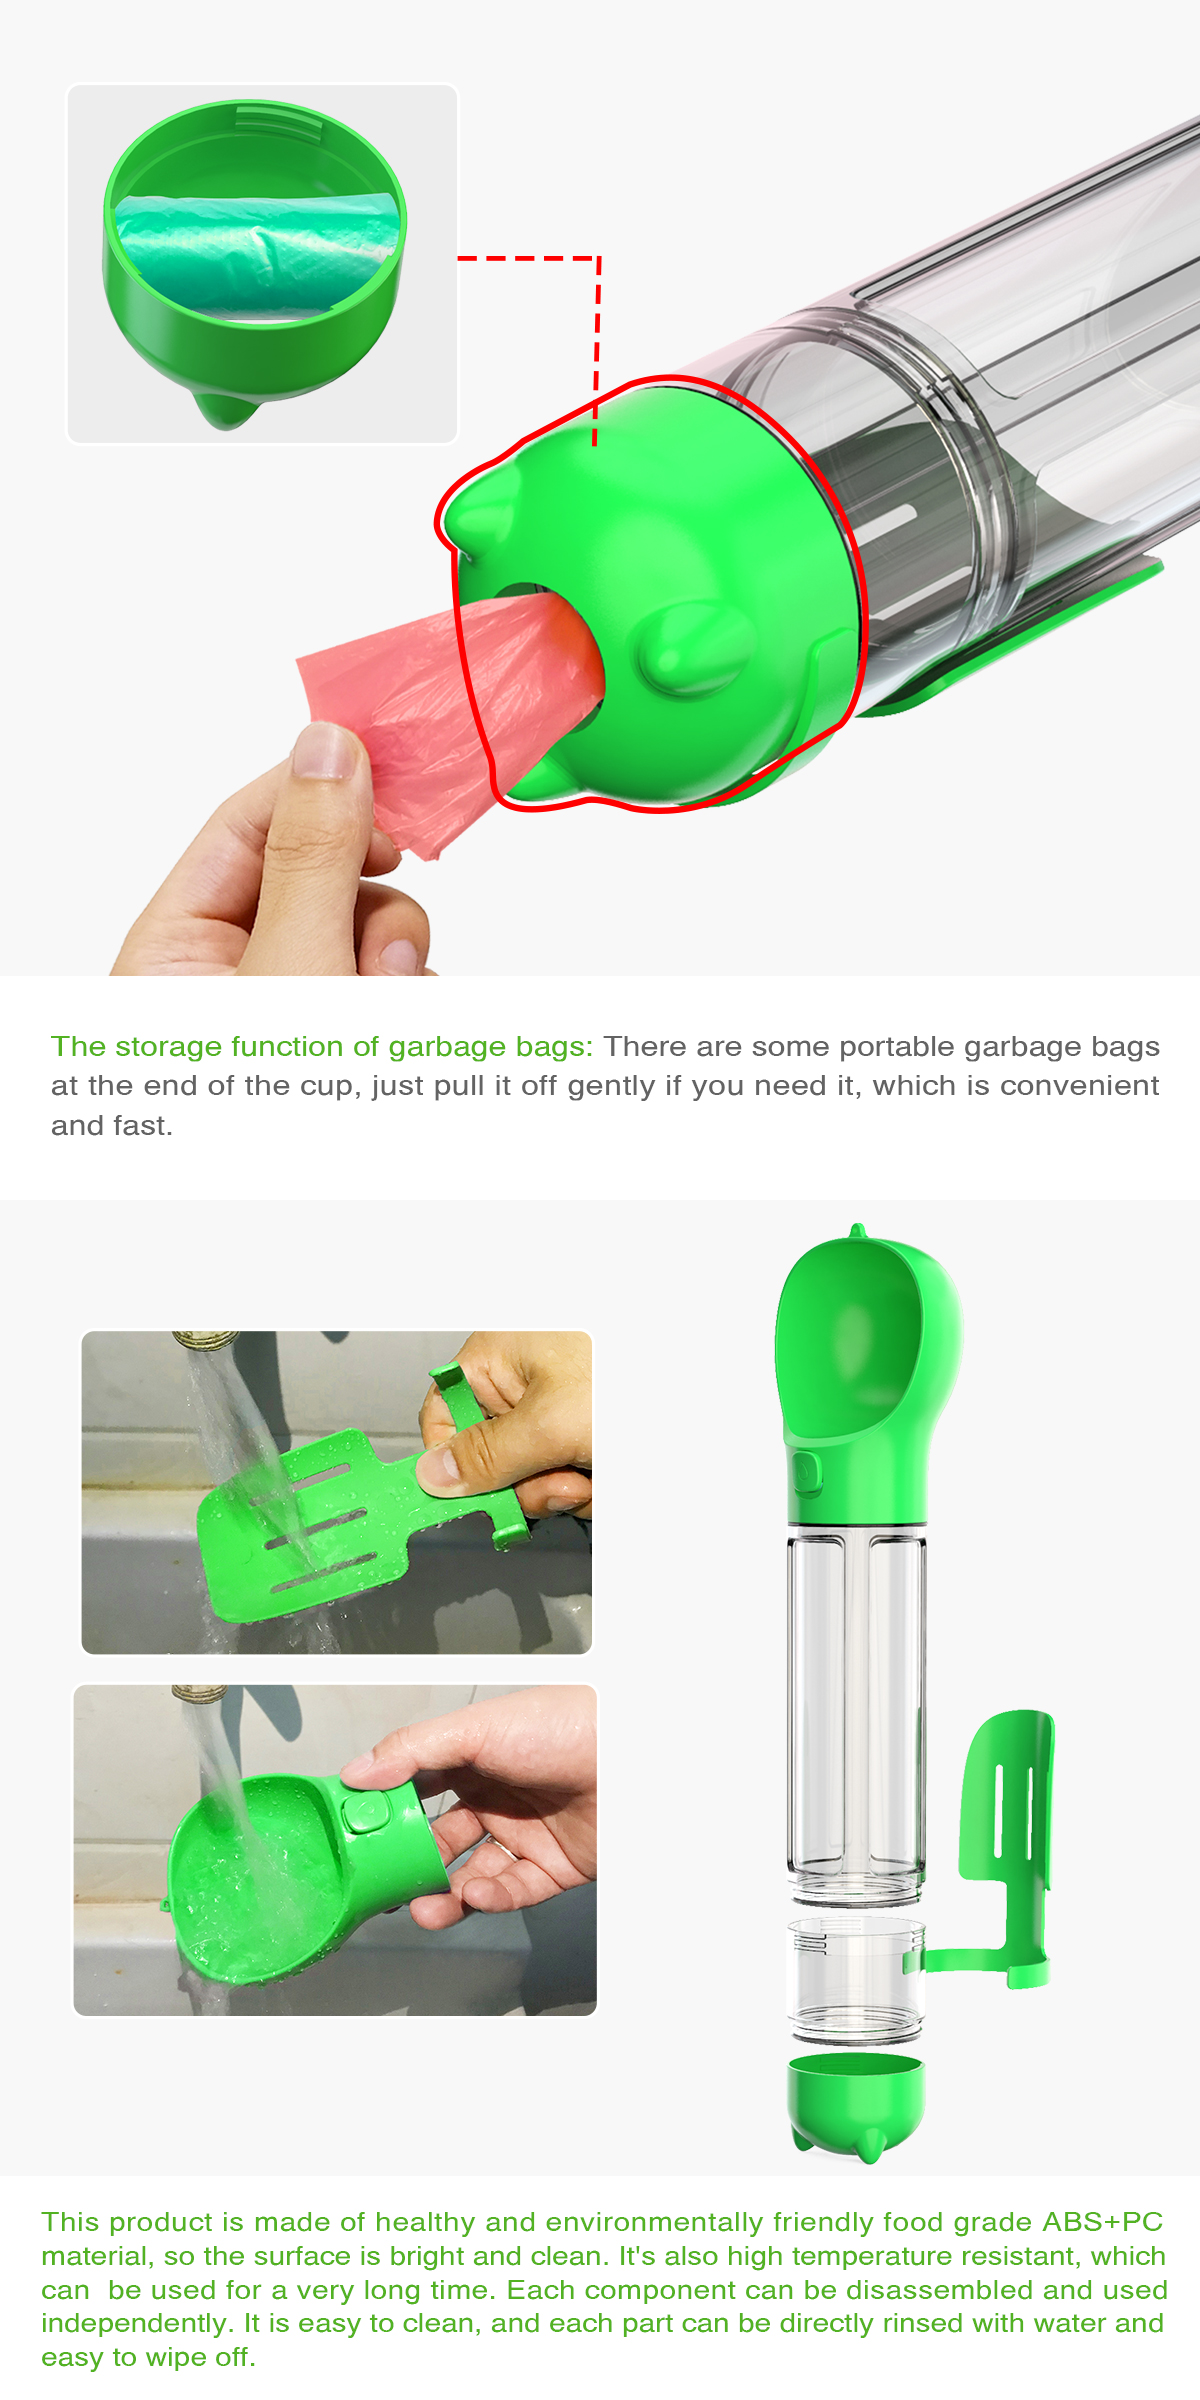 The storage function of garbage bags: There are some portable garbage bags
at the end of the cup, just pull it off gently if you need it, which is convenient
and fast.
This product is made of healthy and environmentally friendly food grade ABS+PC
material, so the surface is bright and clean. It's also high temperature resistant, which
can  be used for a very long time. Each component can be disassembled and used
independently. It is easy to clean, and each part can be directly rinsed with water and
easy to wipe off.